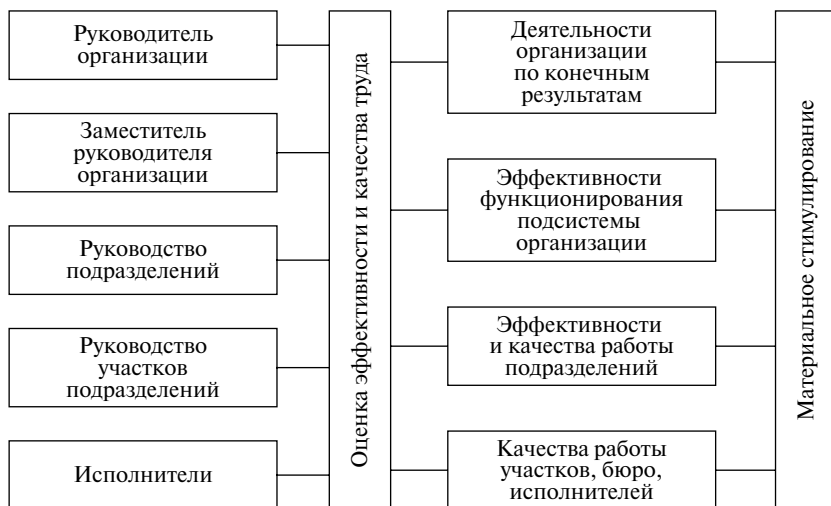 Руководитель
организации
Заместитель
руководителя
организации
Руководство
подразделений
Руководство
участков
подразделений
Исполнители
Оценка эффективности и качества труда
Деятельности
организации
по конечным
результатам
Эффективности
функционирования
подсистемы
организации
Эффективности
и качества работы
подразделений
Качества работы
участков, бюро,
исполнителей
Материальное стимулирование